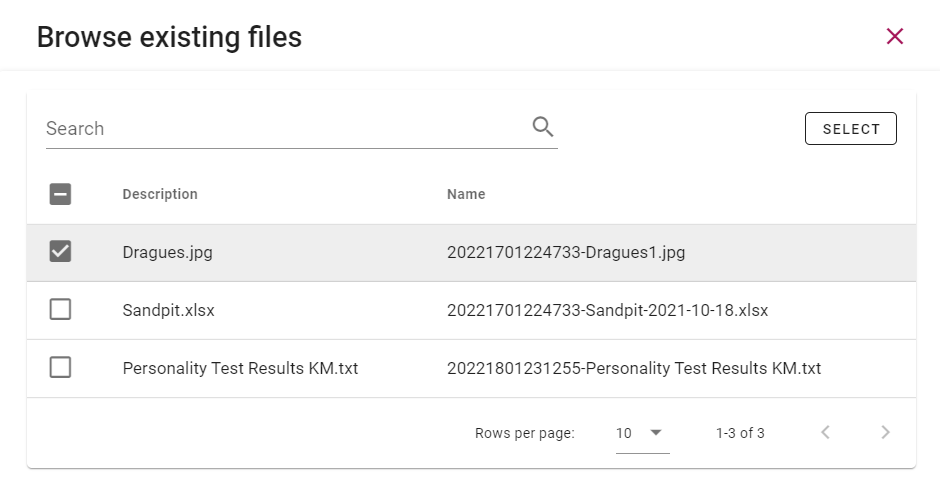 Browse existing files
Search
SELECT
Description Name
Dragues.jpg 20221701224733-Dragues1.jpg
Sandpit.xlsx 20221701224733-Sandpit-2021-10-18.xlsx
Personality Test Results KM.txt 20221801231255-Personality Test Results KM.txt
Rows per page: 10 1-3 of 3